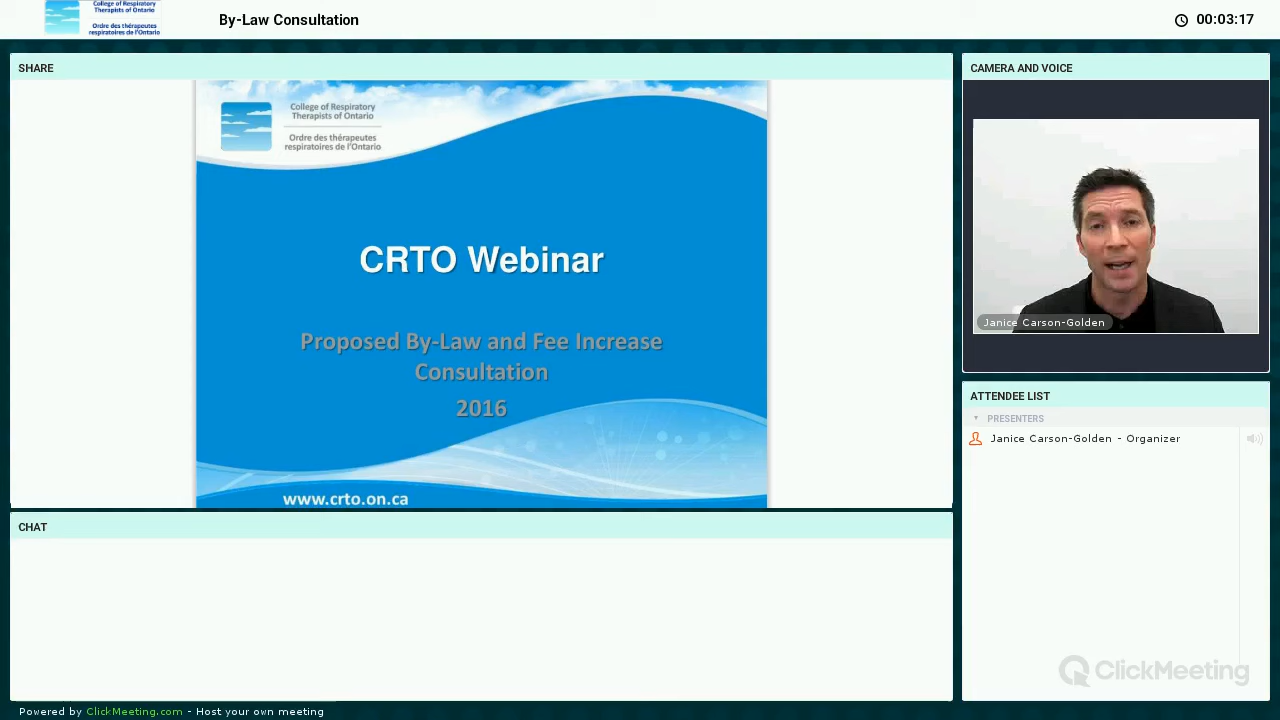 College of Respiratory
Therapists of Ontario
Ordre des thérapeutes
respiratoires de l'Ontario
By-Law Consultation
00:03:17
SHARE
College of Respiratory
Therapists of Ontario
Ordre des thérapeutes
respiratoires de l'Ontario
CRTO Webinar
Proposed By-Law and Fee Increase
Consultation
2016
www.crto.on.ca
CAMERA AND VOICE
Janice Carson-Golden
ATTENDEE LIST
PRESENTERS
Janice Carson-Golden - Organizer
CHAT
ClickMeeting
Powered by ClickMeeting.com - Host your own meeting